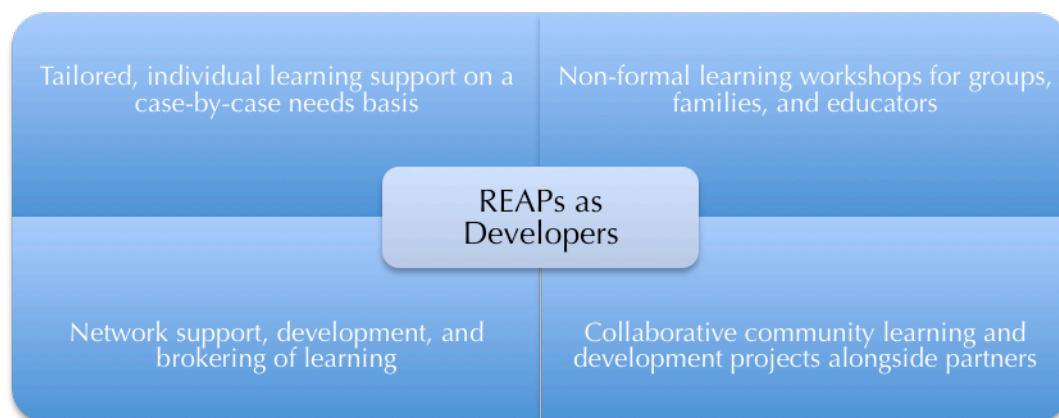 Tailored, individual learning support on a
case-by-case needs basis
Non-formal learning workshops for groups,
families, and educators
REAPs as
Developers
Network support, development, and
brokering of learning
Collaborative community learning and
development projects alongside partners